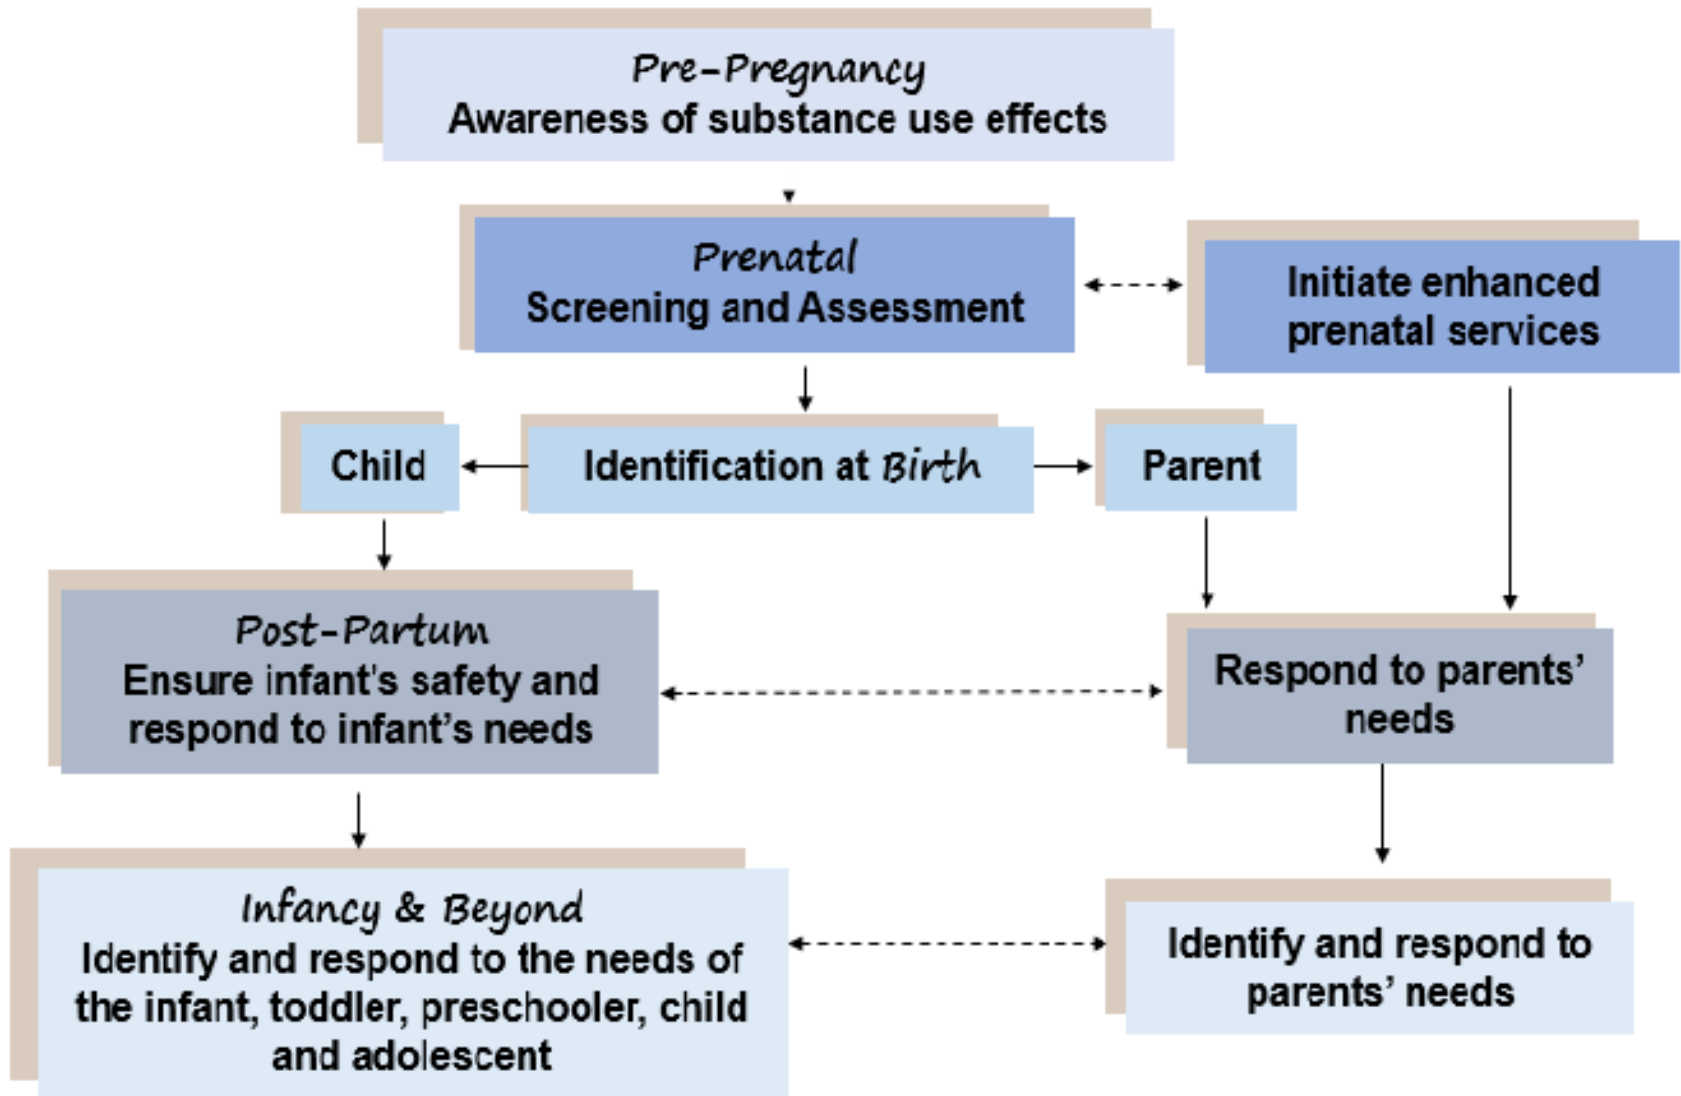 Pre-Pregnancy
Awareness of substance use effects
Prenatal
Screening and Assessment
Initiate enhanced
prenatal services
Child
Identification at Birth
Parent
Post-Partum
Ensure infant's safety and
respond to infant’s needs
Respond to parents’
needs
Infancy & Beyond
Identify and respond to the needs of
the infant, toddler, preschooler, child
and adolescent
Identify and respond to
parents’ needs